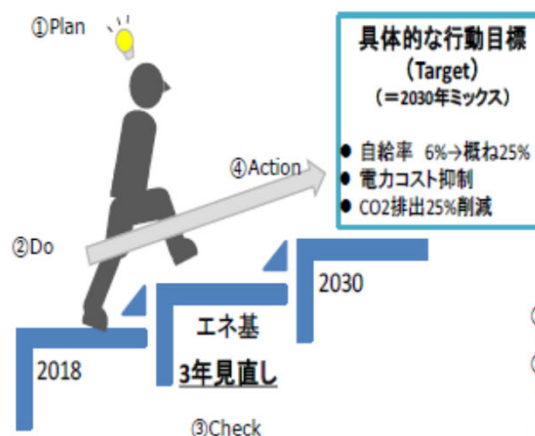 ①Plan
具体的な行動目標
(Target)
(＝2030年ミックス)
● 自給率 6%→概ね25%
● 電力コスト抑制
● CO2排出25%削減
④Action
②Do
2030
エネ基
2018
3年見直し
③Check